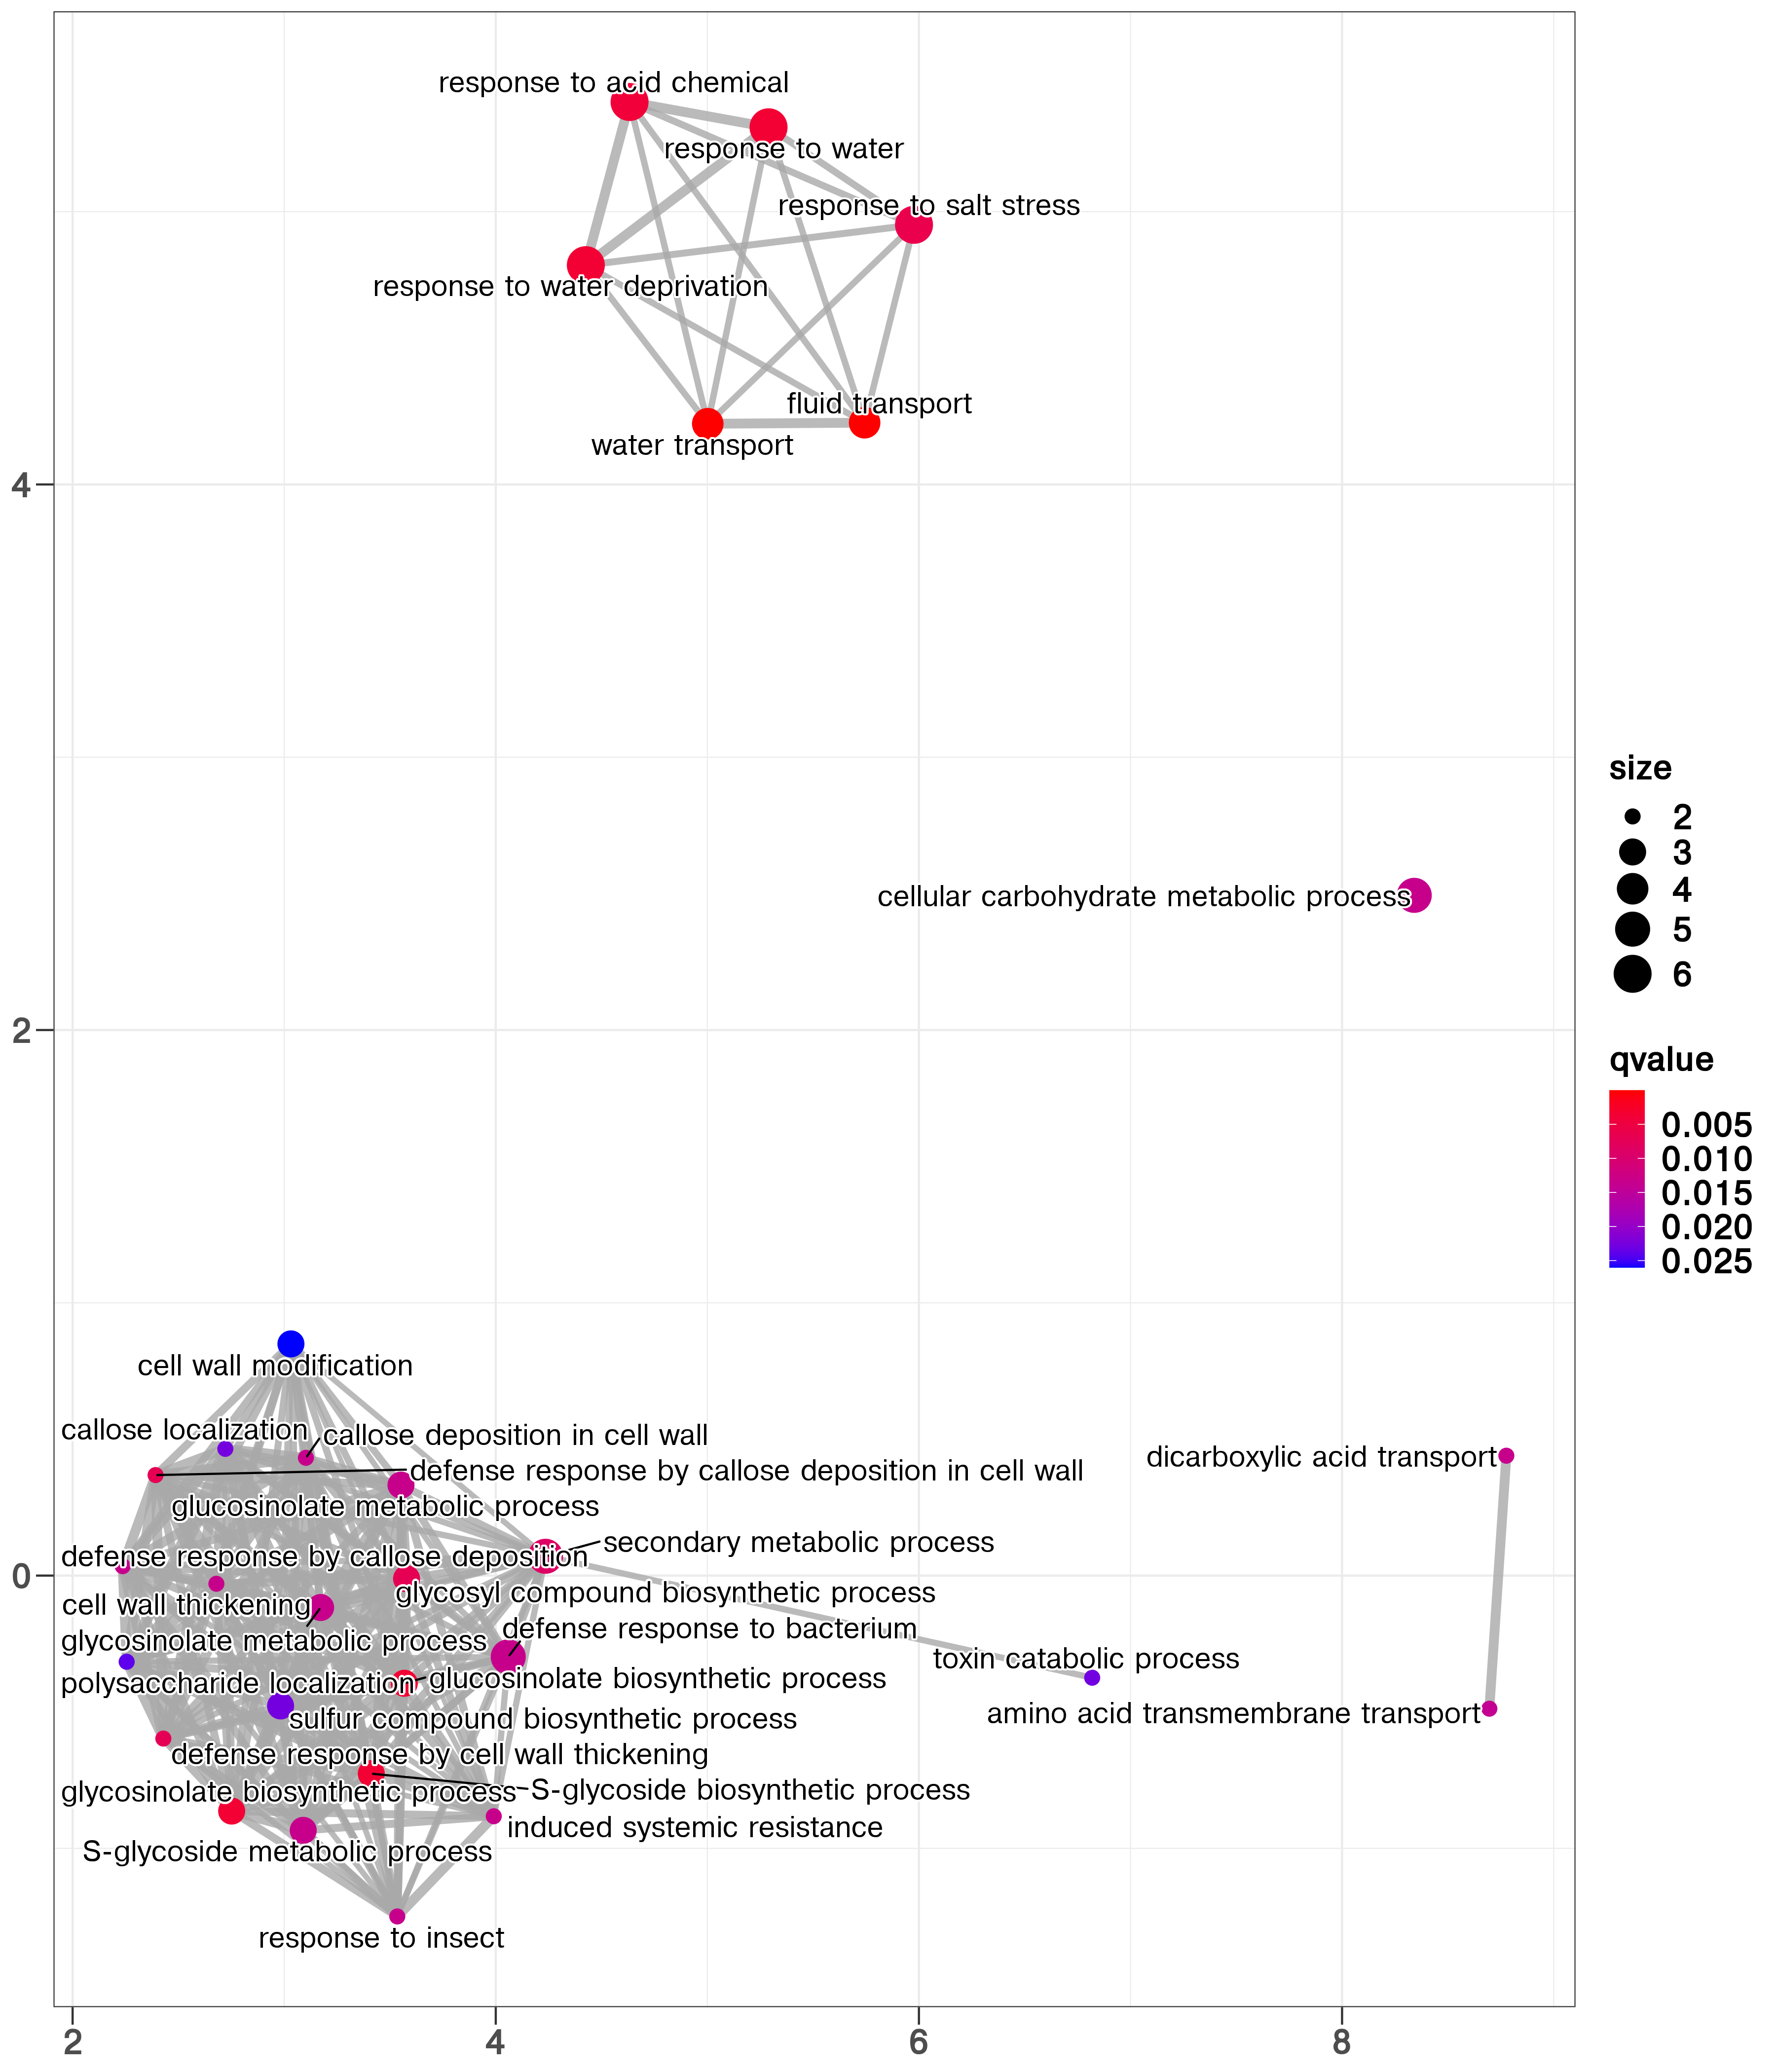 response to acid chemical
response to water
response to salt stress
response to water deprivation
fluid transport
water transport
4
size
2
3
4
5
6
cellular carbohydrate metabolic process
2
qvalue
0.005
0.010
0.015
0.020
0.025
cell wall modification
callose localization
callose deposition in cell wall
dicarboxylic acid transport
defense response by callose deposition in cell wall
glucosinolate metabolic process
secondary metabolic process
defense response by callose deposition
0
glycosyl compound biosynthetic process
cell wall thickening
defense response to bacterium
glycosinolate metabolic process
toxin catabolic process
glucosinolate biosynthetic process
polysaccharide localization
amino acid transmembrane transport
sulfur compound biosynthetic process
defense response by cell wall thickening
S-glycoside biosynthetic process
glycosinolate biosynthetic process
induced systemic resistance
S-glycoside metabolic process
response to insect
2
4
6
8